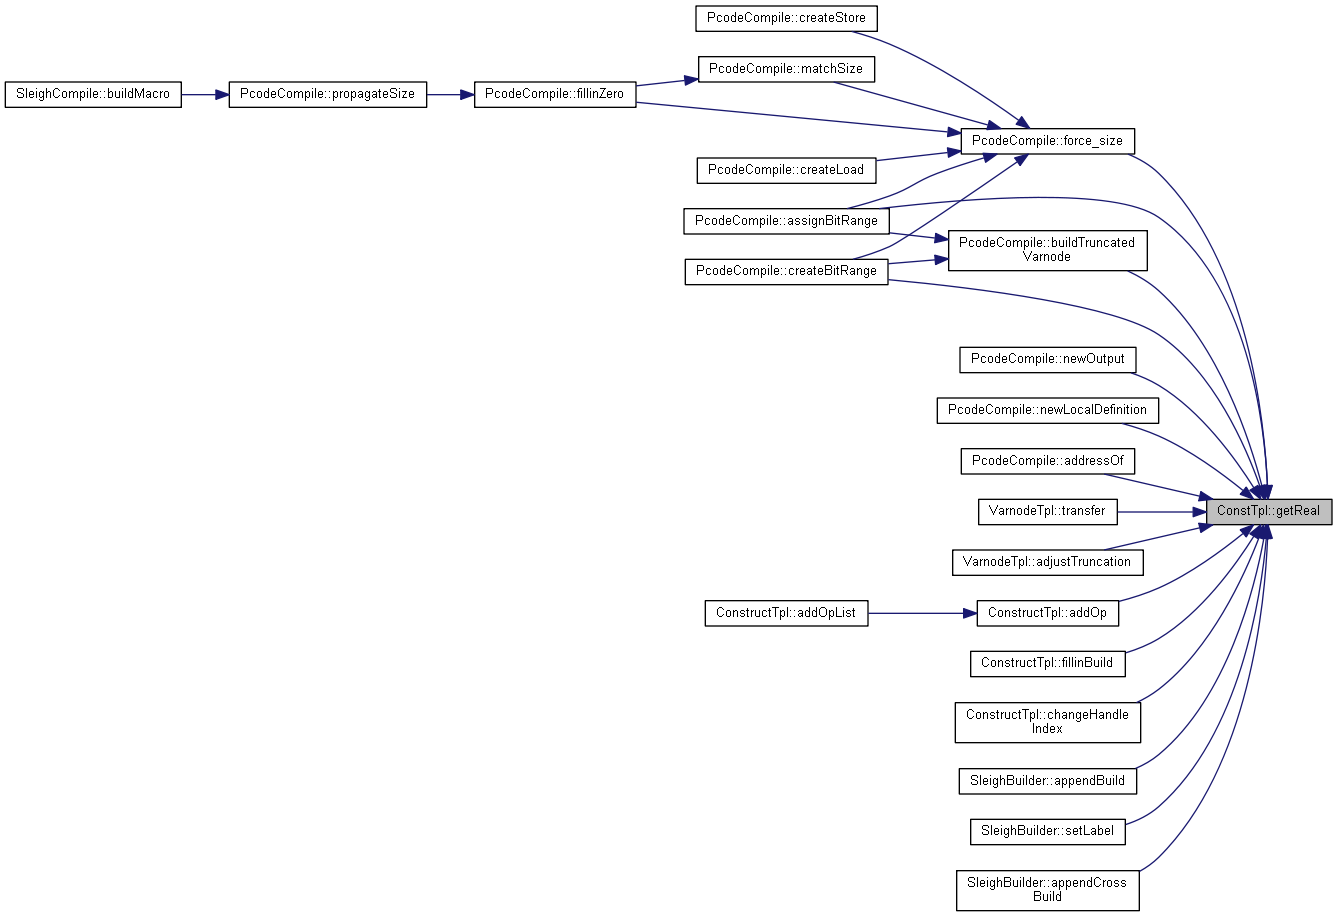 PcodeCompile::createStore
PcodeCompile::matchSize
SleighCompile::buildMacro
PcodeCompile::propagateSize
PcodeCompile::fillinZero
PcodeCompile::force_size
PcodeCompile::createLoad
PcodeCompile::assignBitRange
PcodeCompile::buildTruncated
Varnode
PcodeCompile::createBitRange
PcodeCompile::newOutput
PcodeCompile::newLocalDefinition
PcodeCompile::addressOf
VarnodeTpl::transfer
ConstTpl::getReal
VarnodeTpl::adjustTruncation
ConstructTpl::addOpList
ConstructTpl::addOp
ConstructTpl::fillinBuild
ConstructTpl::changeHandle
Index
SleighBuilder::appendBuild
SleighBuilder::setLabel
SleighBuilder::appendCross
Build